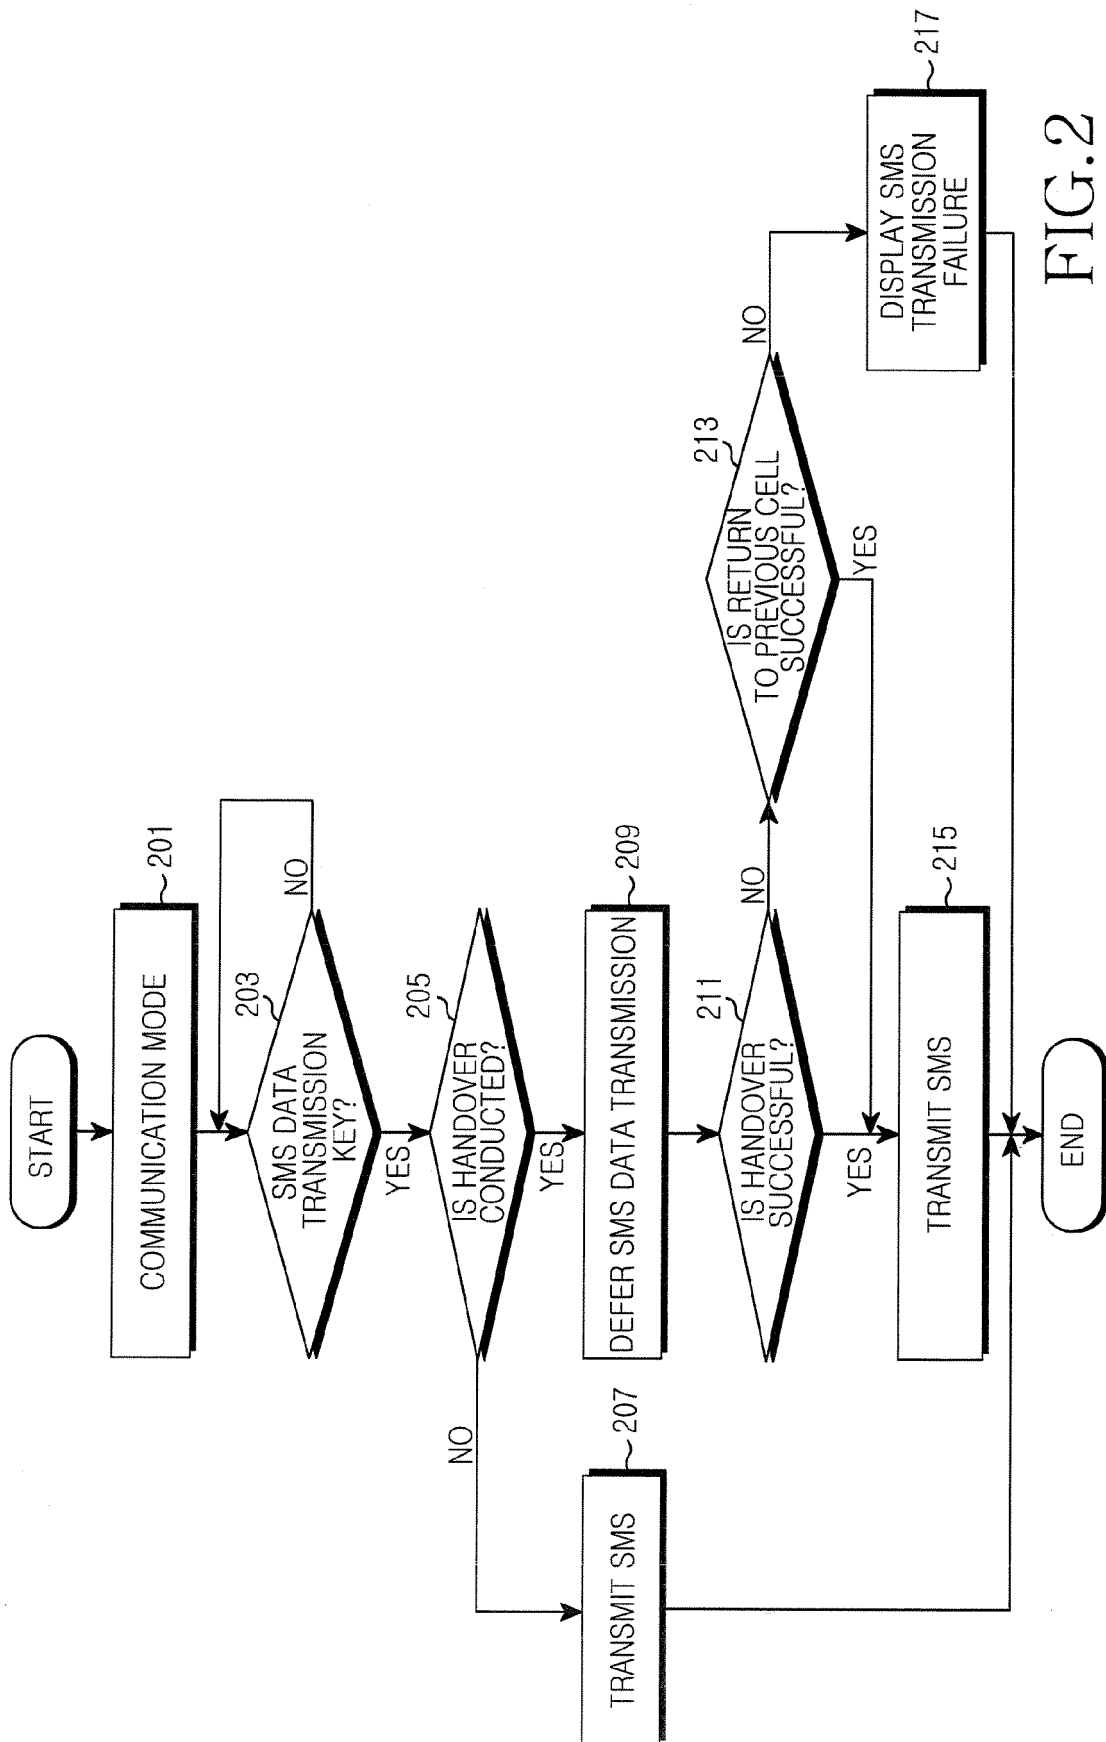 START
COMMUNICATION MODE
201
SMS DATA
TRANSMISSION
KEY?
203
NO
YES
IS HANDOVER
CONDUCTED?
205
NO
YES
TRANSMIT SMS
207
DEFER SMS DATA TRANSMISSION
209
IS HANDOVER
SUCCESSFUL?
211
NO
YES
IS RETURN
TO PREVIOUS CELL
SUCCESSFUL?
213
NO
YES
TRANSMIT SMS
215
DISPLAY SMS
TRANSMISSION
FAILURE
217
END
FIG.2